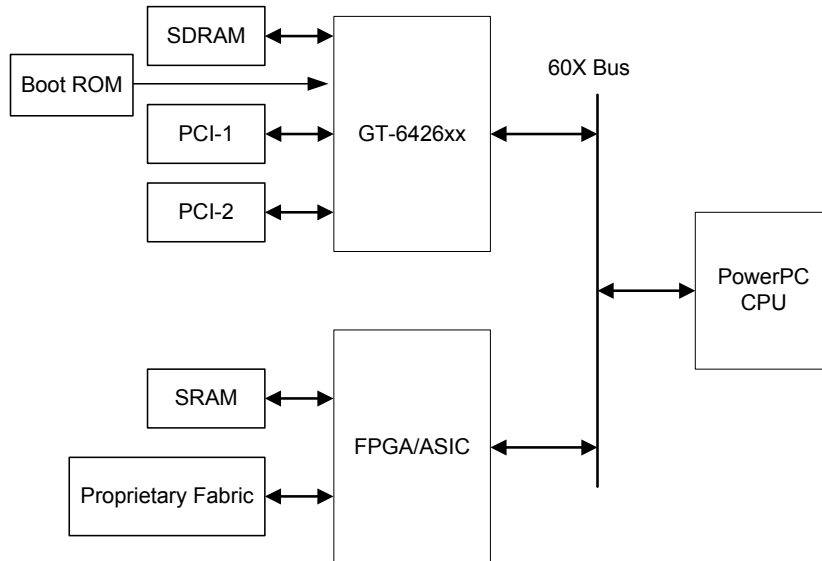 SDRAM
Boot ROM
60X Bus
PCI-1
GT-6426xx
PCI-2
PowerPC
CPU
SRAM
FPGA/ASIC
Proprietary Fabric